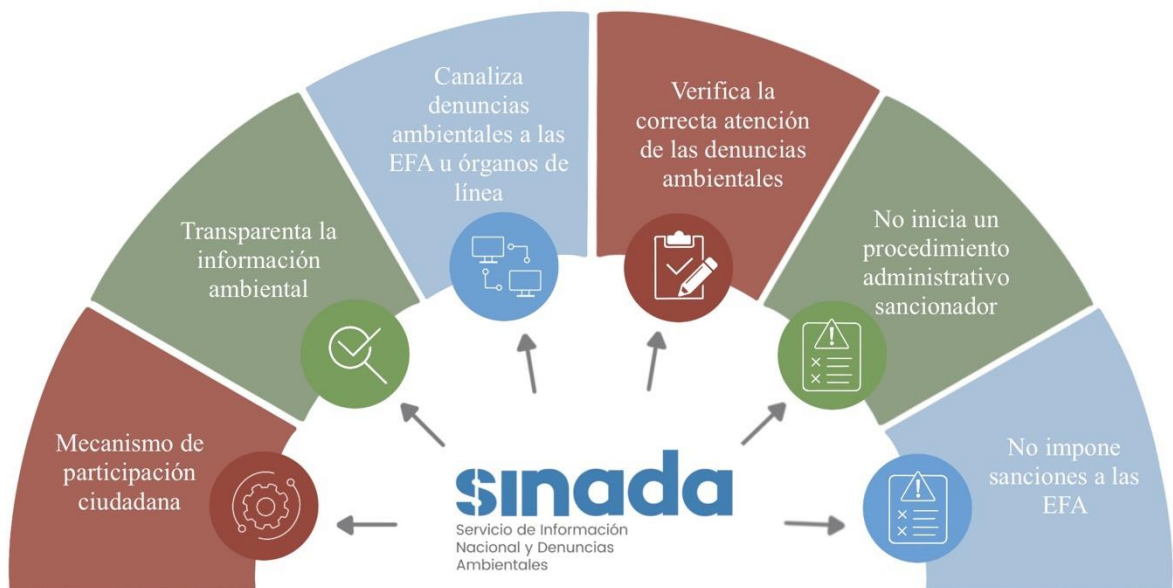 Mecanismo de
participación
ciudadana
Transparenta la
información
ambiental
Canaliza
denuncias
ambientales a las
EFA u órganos de
línea
Verifica la
correcta atención
de las denuncias
ambientales
No inicia un
procedimiento
administrativo
sancionador
No impone
sanciones a las
EFA
sinada
Servicio de Información
Nacional y Denuncias
Ambientales